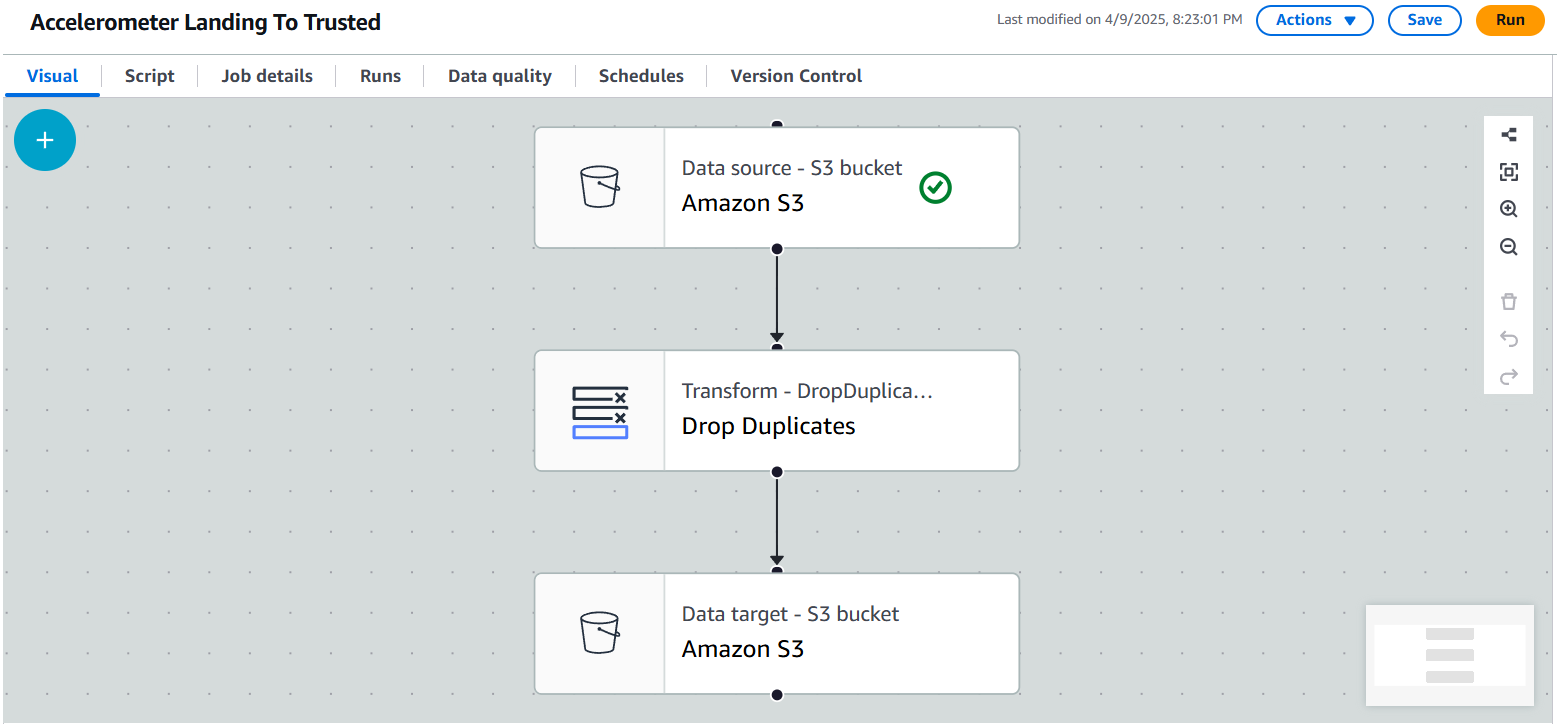 Accelerometer Landing To Trusted
Last modified on 4/9/2025, 8:23:01 PM
Actions
Save
Run
Visual
Script
Job details
Runs
Data quality
Schedules
Version Control
Data source - S3 bucket
Amazon S3
Transform - DropDuplica...
Drop Duplicates
Data target - S3 bucket
Amazon S3